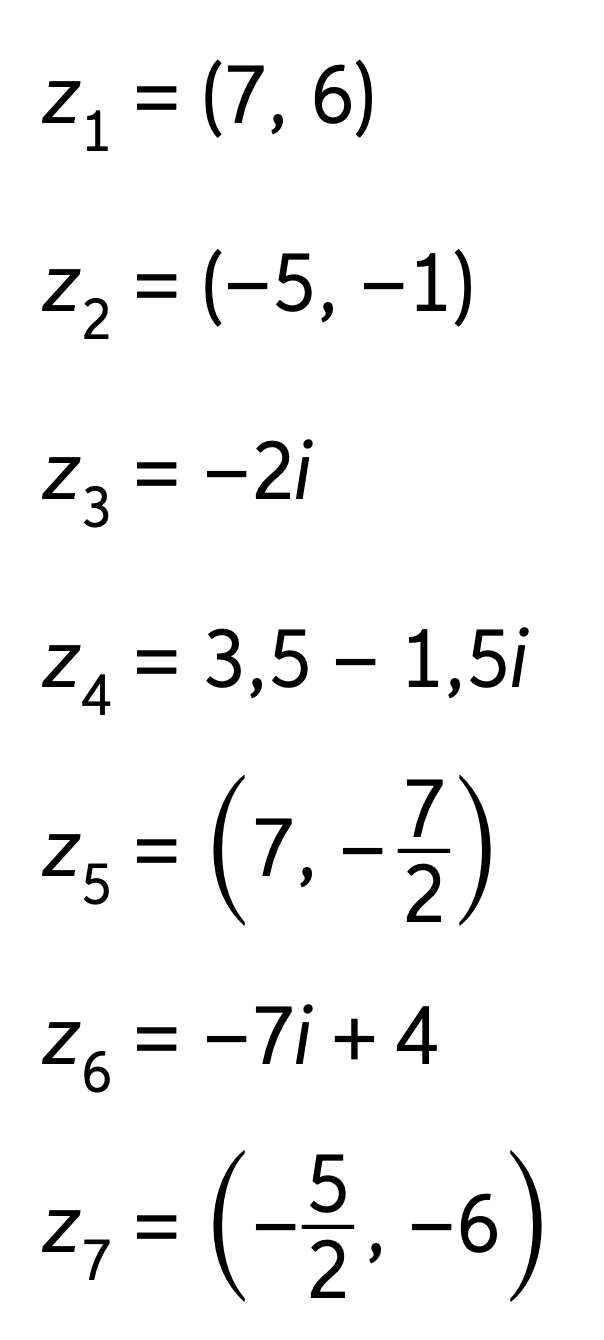 z₁ = (7, 6)
z₂ = (−5, −1)
z₃ = −2i
z₄ = 3,5 − 1,5i
z₅ = (7, −7/2)
z₆ = −7i + 4
z₇ = (−5/2, −6)